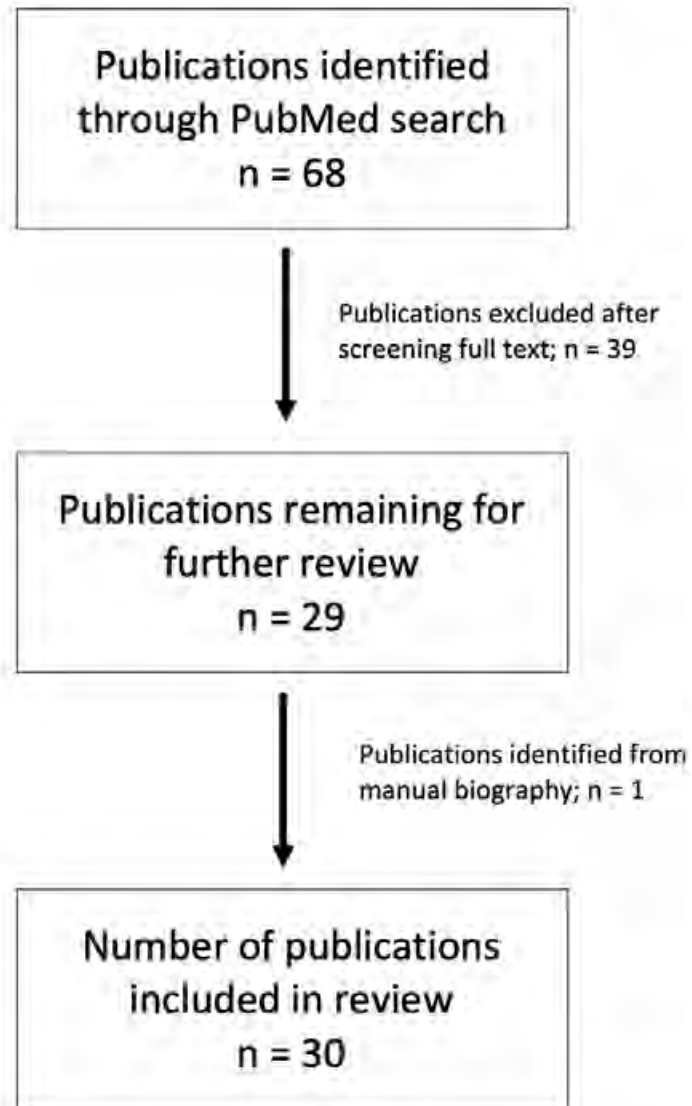 Publications identified
through PubMed search
n = 68
Publications excluded after
screening full text; n = 39
Publications remaining for
further review
n = 29
Publications identified from
manual biography; n = 1
Number of publications
included in review
n = 30